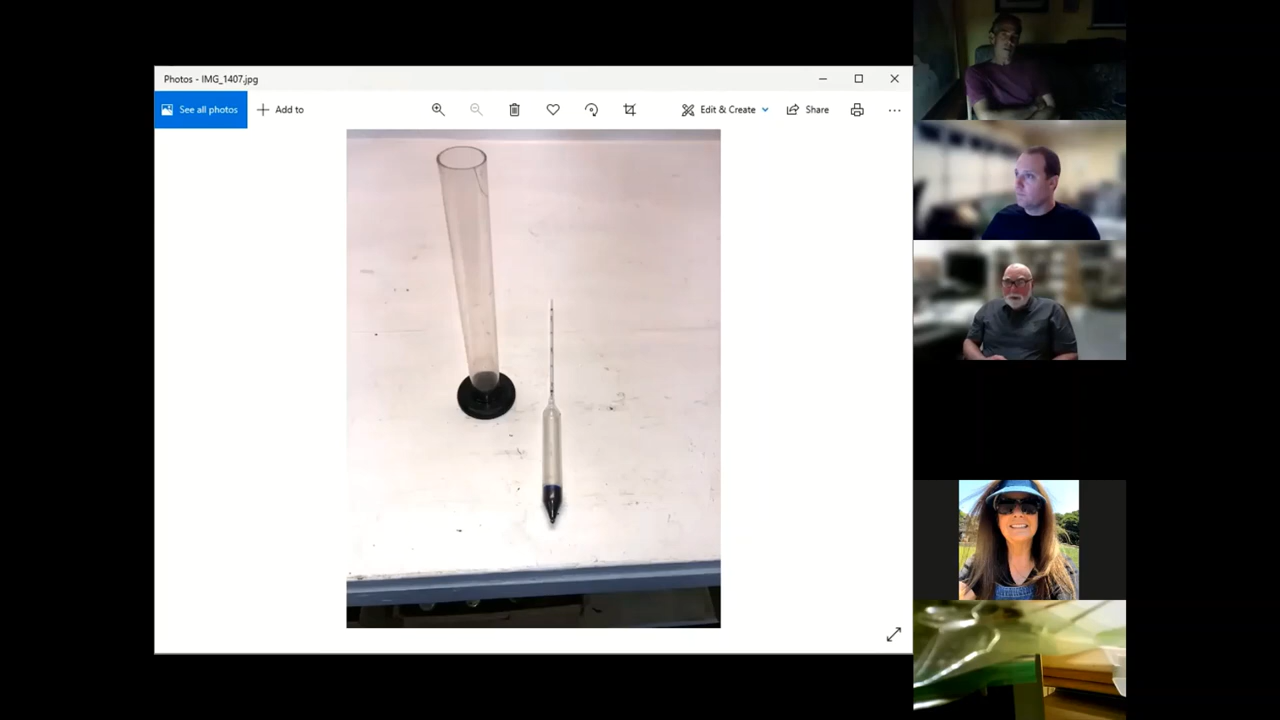 Photos - IMG_1407.jpg
See all photos
Add to
Edit & Create
Share